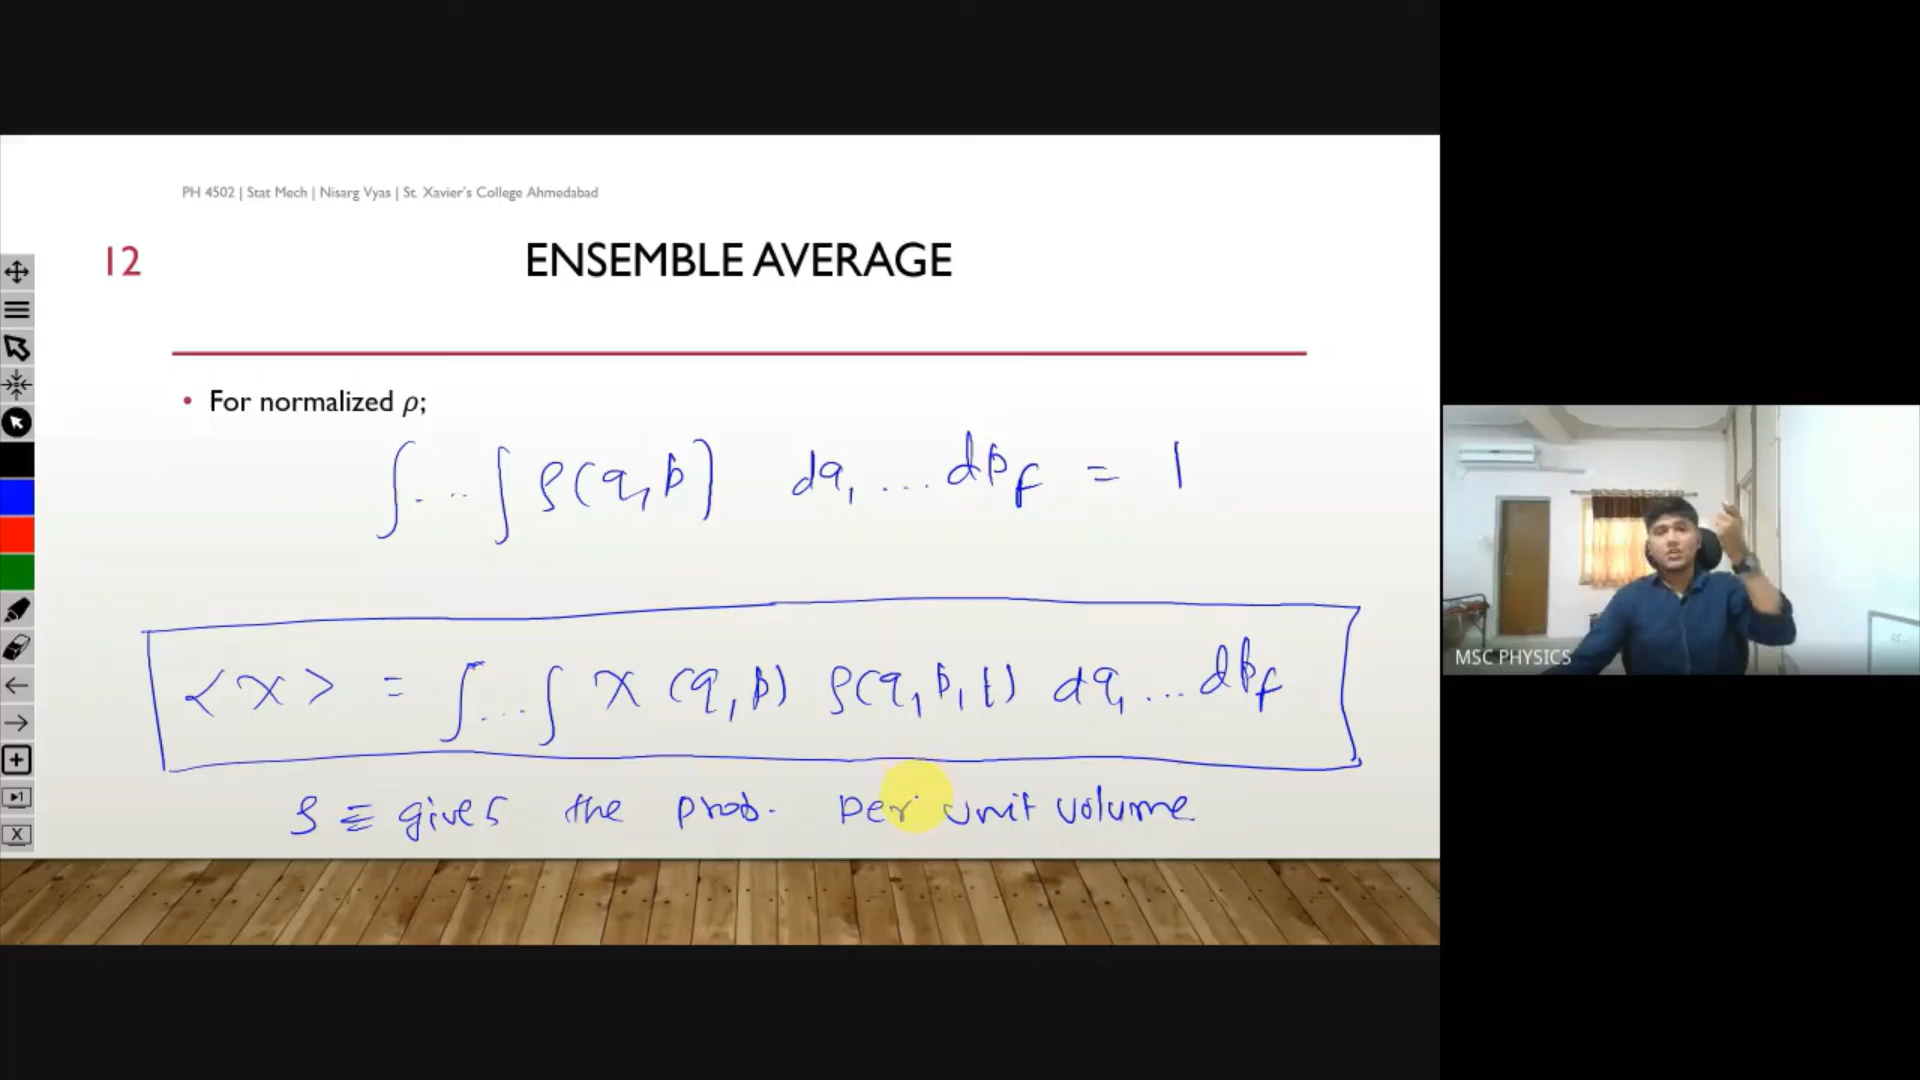 PH 4502 | Stat Mech | Nisarg Vyas | St. Xavier's College Ahmedabad
12
ENSEMBLE AVERAGE
• For normalized ρ;
∫...∫ ρ(q, p) dq₁ ... dp_f = 1
<x> = ∫...∫ x (q, p) ρ(q, p, t) dq₁ ... dp_f
ρ ≡ gives the prob. per unit volume
MSC PHYSICS